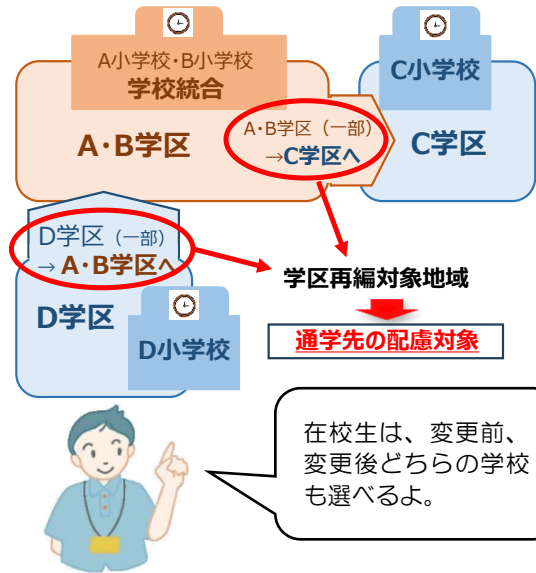 A小学校・B小学校
学校統合
C小学校
A・B学区
A・B学区（一部）
→C学区へ
C学区
D学区（一部）
→ A・B学区へ
学区再編対象地域
D学区
D小学校
通学先の配慮対象
在校生は、変更前、
変更後どちらの学校
も選べるよ。